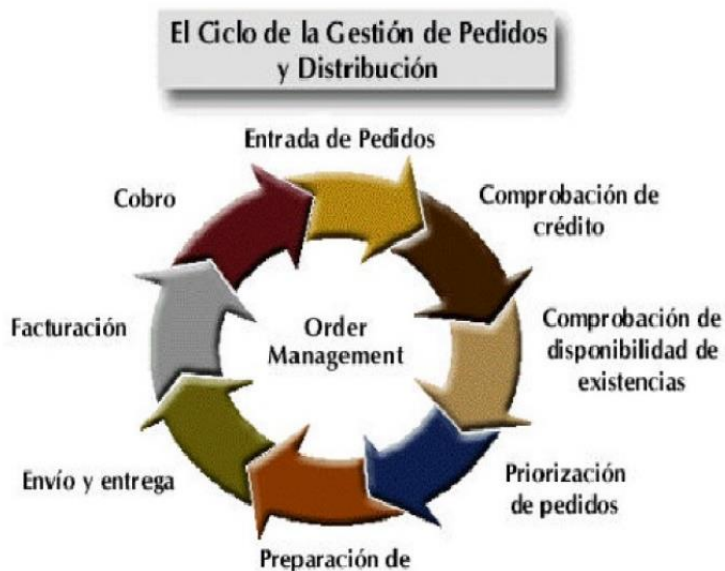 El Ciclo de la Gestión de Pedidos
y Distribución
Entrada de Pedidos
Comprobación de
crédito
Comprobación de
disponibilidad de
existencias
Priorización
de pedidos
Preparación de
Envío y entrega
Facturación
Cobro
Order
Management